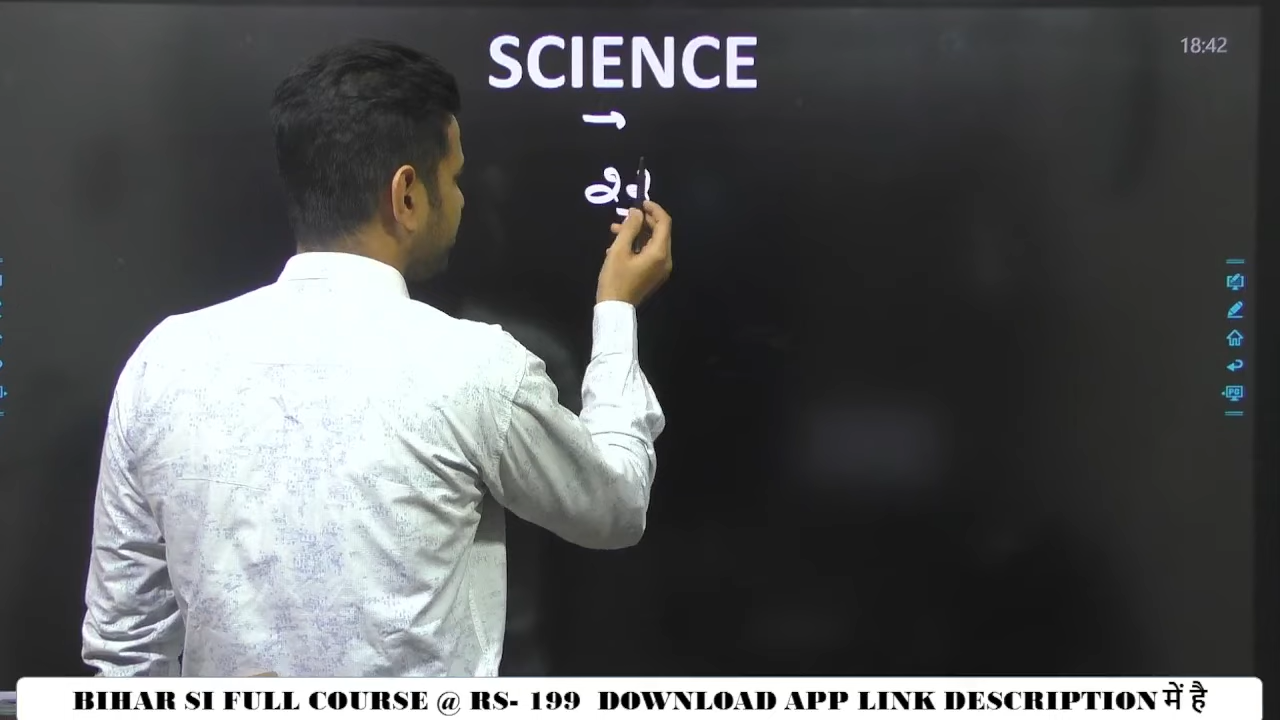 SCIENCE
18:42
BIHAR SI FULL COURSE @ RS- 199 DOWNLOAD APP LINK DESCRIPTION में है